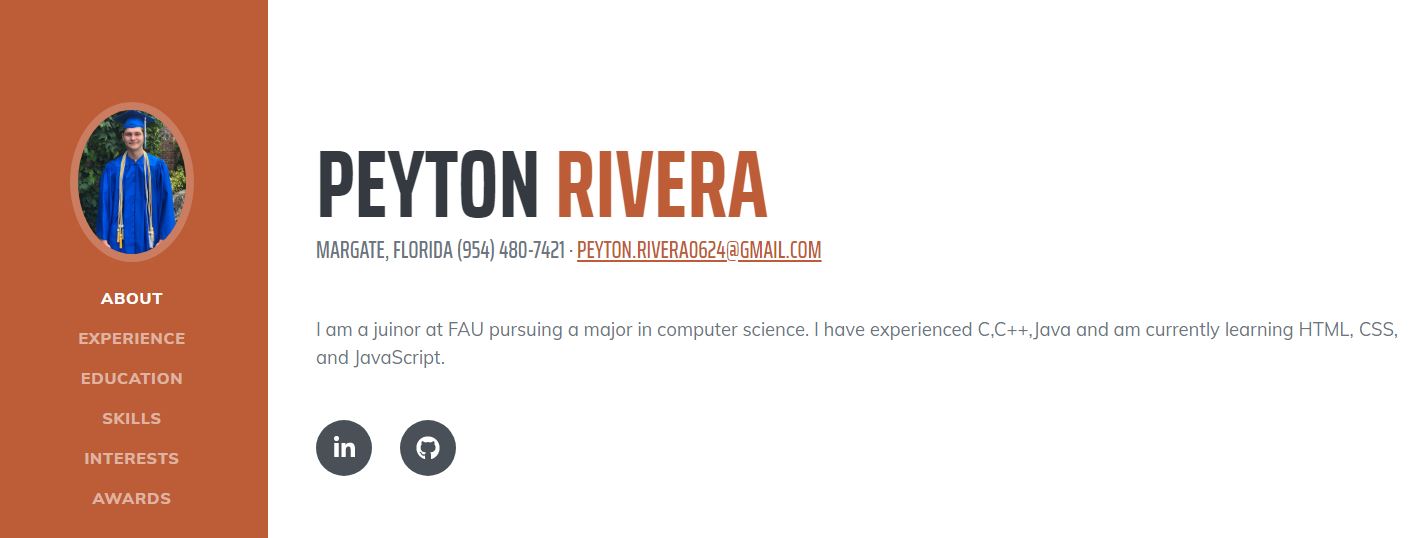 PEYTON RIVERA
MARGATE, FLORIDA (954) 480-7421 · PEYTON.RIVERA0624@GMAIL.COM
I am a juinor at FAU pursuing a major in computer science. I have experienced C,C++,Java and am currently learning HTML, CSS,
and JavaScript.
in
ABOUT
EXPERIENCE
EDUCATION
SKILLS
INTERESTS
AWARDS